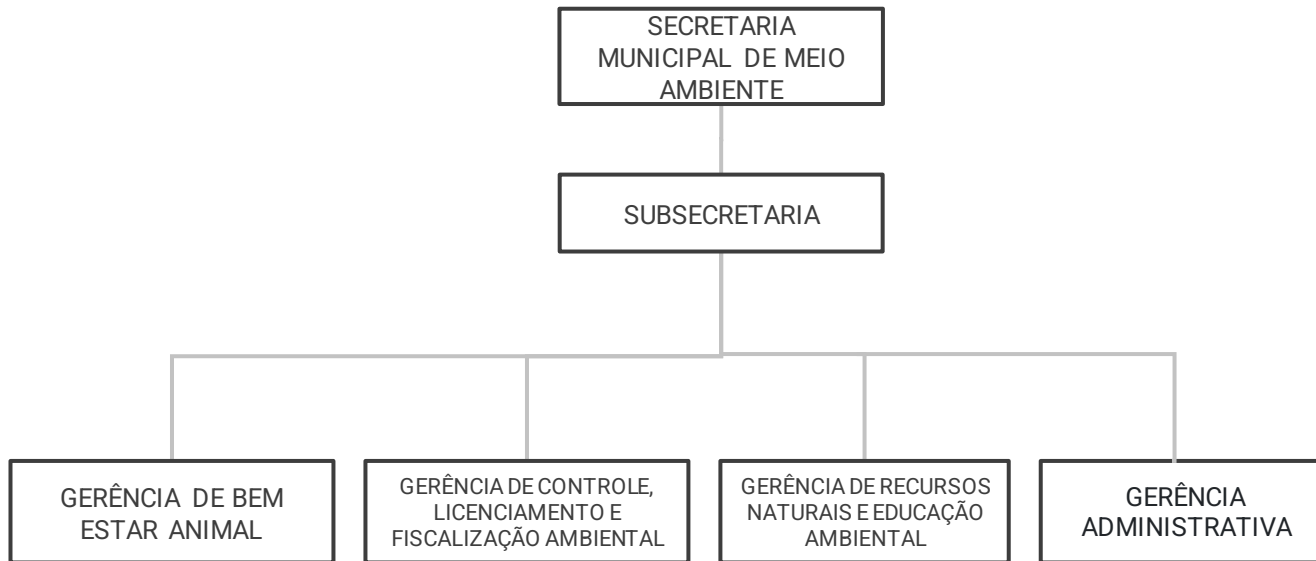 SECRETARIA
MUNICIPAL DE MEIO
AMBIENTE
SUBSECRETARIA
GERÊNCIA DE BEM
ESTAR ANIMAL
GERÊNCIA DE CONTROLE,
LICENCIAMENTO E
FISCALIZAÇÃO AMBIENTAL
GERÊNCIA DE RECURSOS
NATURAIS E EDUCAÇÃO
AMBIENTAL
GERÊNCIA
ADMINISTRATIVA